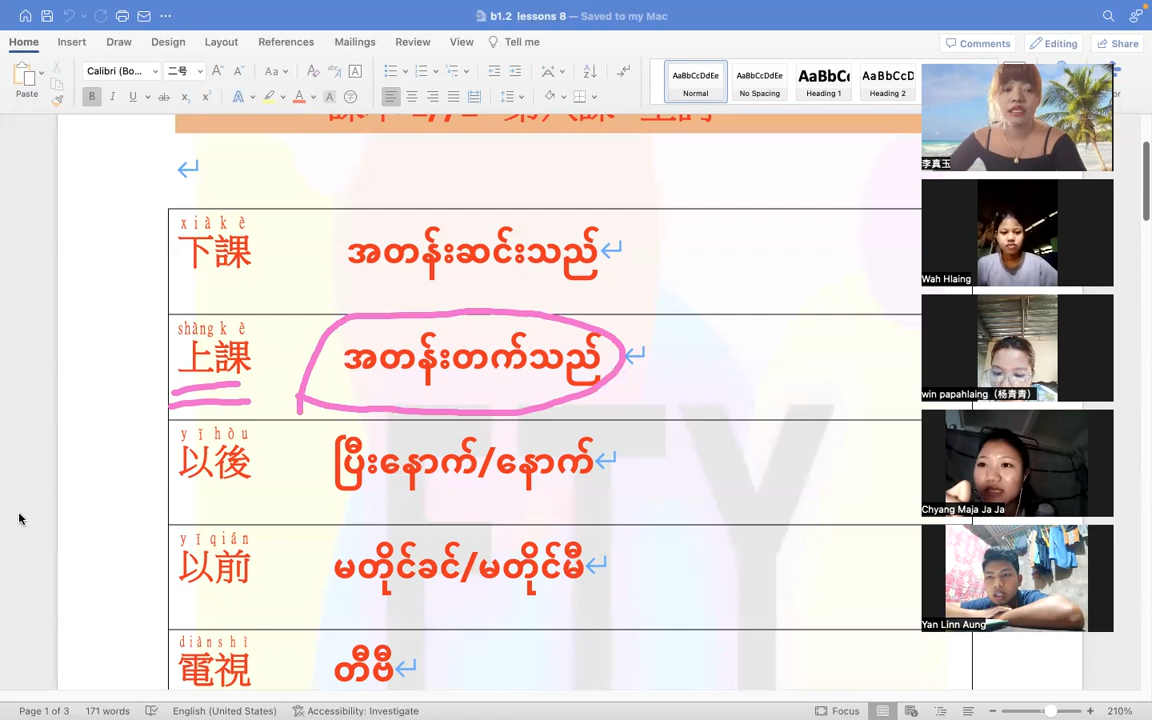 b1.2 lessons 8 — Saved to my Mac
Home Insert Draw Design Layout References Mailings Review View Tell me Comments Editing Share
Paste Calibri (Bo... 二号 Aa
AaBbCcDdEe AaBbCcDdEe AaBbC AaBbCcD
Normal No Spacing Heading 1 Heading 2
xià kè
下課 အတန်းဆင်းသည်
shàng kè
上課 အတန်းတက်သည်
yǐ hòu
以後 ပြီးနောက်/နောက်
yǐ qián
以前 မတိုင်ခင်/မတိုင်မီ
diàn shì
電視 တီဗီ
李真玉
Wah Hlaing
win papahlaing（杨青青）
Chyang Maja Ja Ja
Yan Linn Aung
Page 1 of 3 171 words English (United States) Accessibility: Investigate Focus 210%